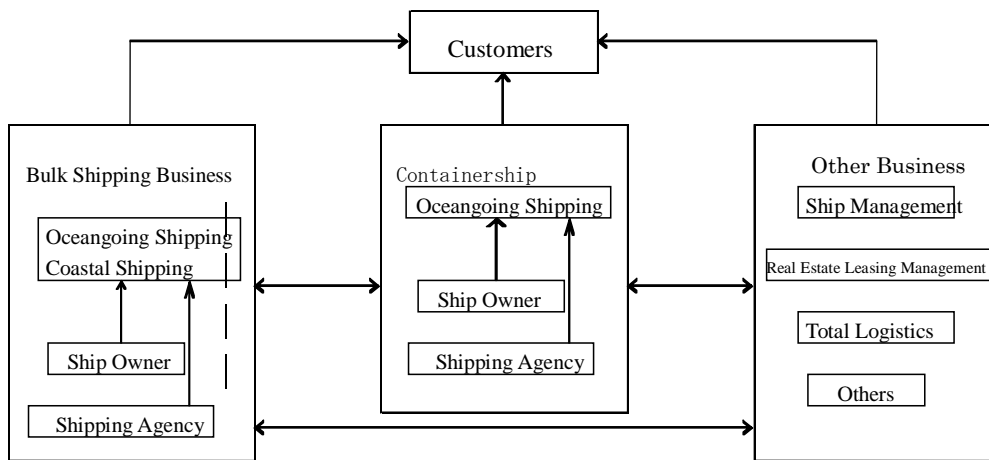 Customers
Bulk Shipping Business
Oceangoing Shipping
Coastal Shipping
Ship Owner
Shipping Agency
Containership
Oceangoing Shipping
Ship Owner
Shipping Agency
Other Business
Ship Management
Real Estate Leasing Management
Total Logistics
Others